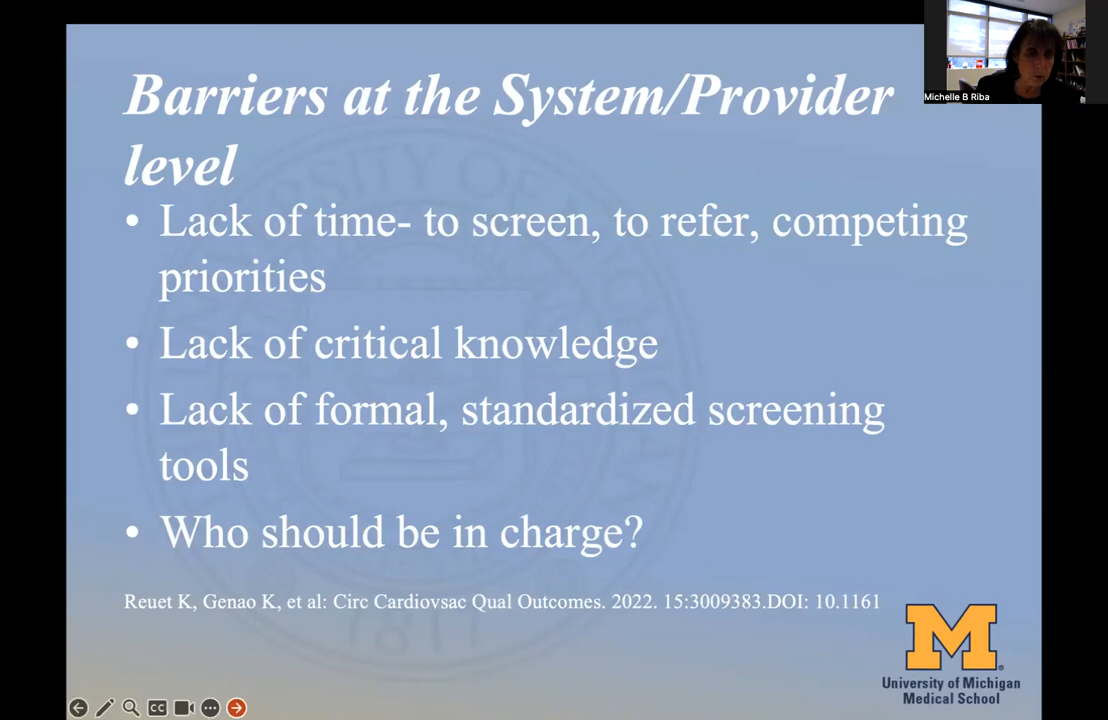 Michelle B Riba
Barriers at the System/Provider
level
• Lack of time- to screen, to refer, competing
priorities
• Lack of critical knowledge
• Lack of formal, standardized screening
tools
• Who should be in charge?
Reuet K, Genao K, et al: Circ Cardiovsac Qual Outcomes. 2022. 15:3009383.DOI: 10.1161
1817
M
University of Michigan
Medical School
CC